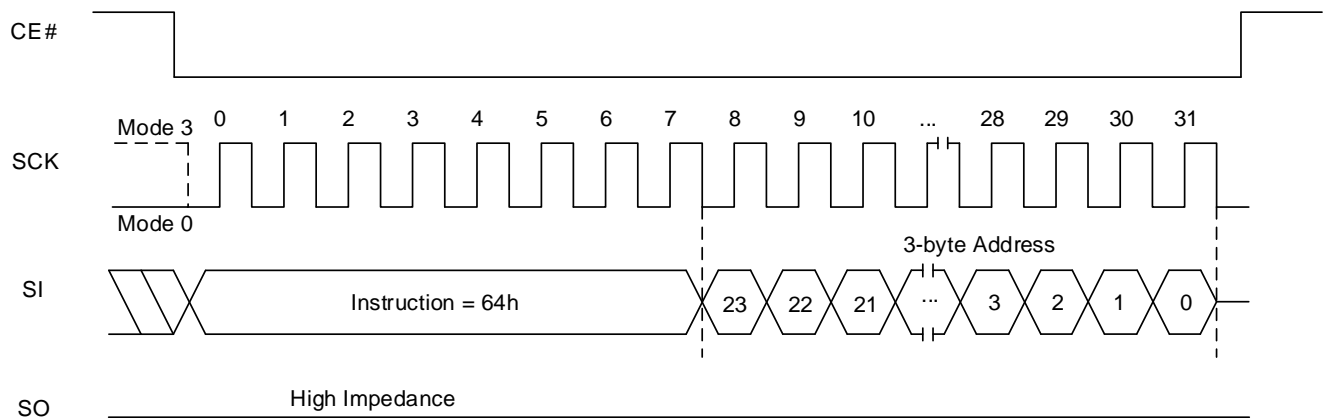 CE#
0 1 2 3 4 5 6 7 8 9 10 ... 28 29 30 31
Mode 3
SCK
Mode 0
3-byte Address
SI
Instruction = 64h
23 22 21 ... 3 2 1 0
High Impedance
SO